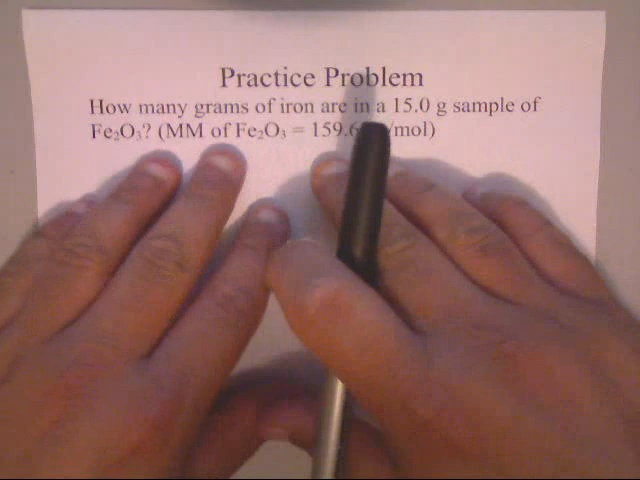 Practice Problem
How many grams of iron are in a 15.0 g sample of
Fe₂O₃? (MM of Fe₂O₃ = 159.6 /mol)